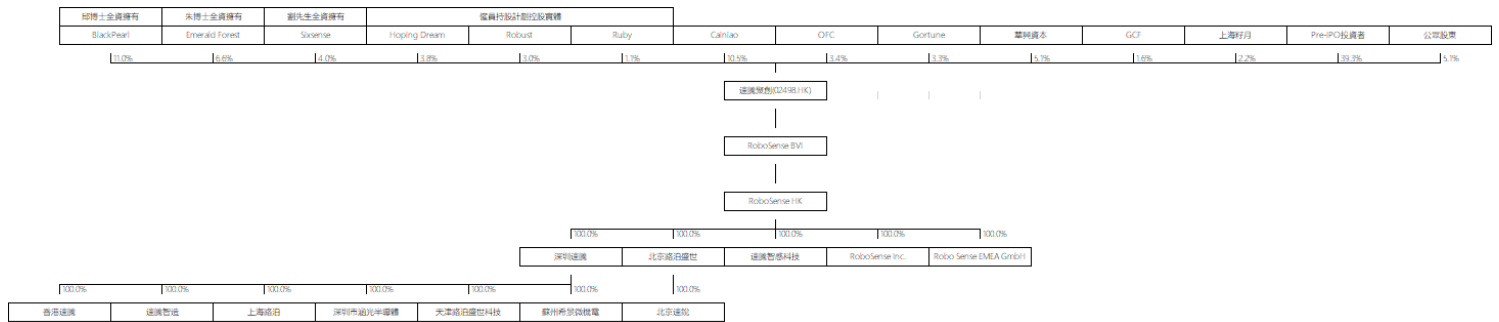 邱博士全資擁有 朱博士全資擁有 劉先生全資擁有 僱員持股計劃控股實體
BlackPearl Emerald Forest Sixsense Hoping Dream Robust Ruby Cainiao OFC Gortune 華興資本 GCF 上海籽月 Pre-IPO投資者 公眾股東
11.0% 6.6% 4.0% 3.8% 3.0% 1.1% 10.5% 3.4% 3.3% 5.1% 1.6% 2.2% 39.3% 5.1%
速騰聚創(02498.HK)
RoboSense BVI
RoboSense HK
100.0% 100.0% 100.0% 100.0% 100.0%
深圳速騰 北京路泊盛世 速騰智感科技 RoboSense Inc. Robo Sense EMEA GmbH
100.0% 100.0% 100.0% 100.0% 100.0% 100.0% 100.0%
香港速騰 速騰智造 上海路泊 深圳市涵光半導體 天津路泊盛世科技 蘇州希景微機電 北京速銳